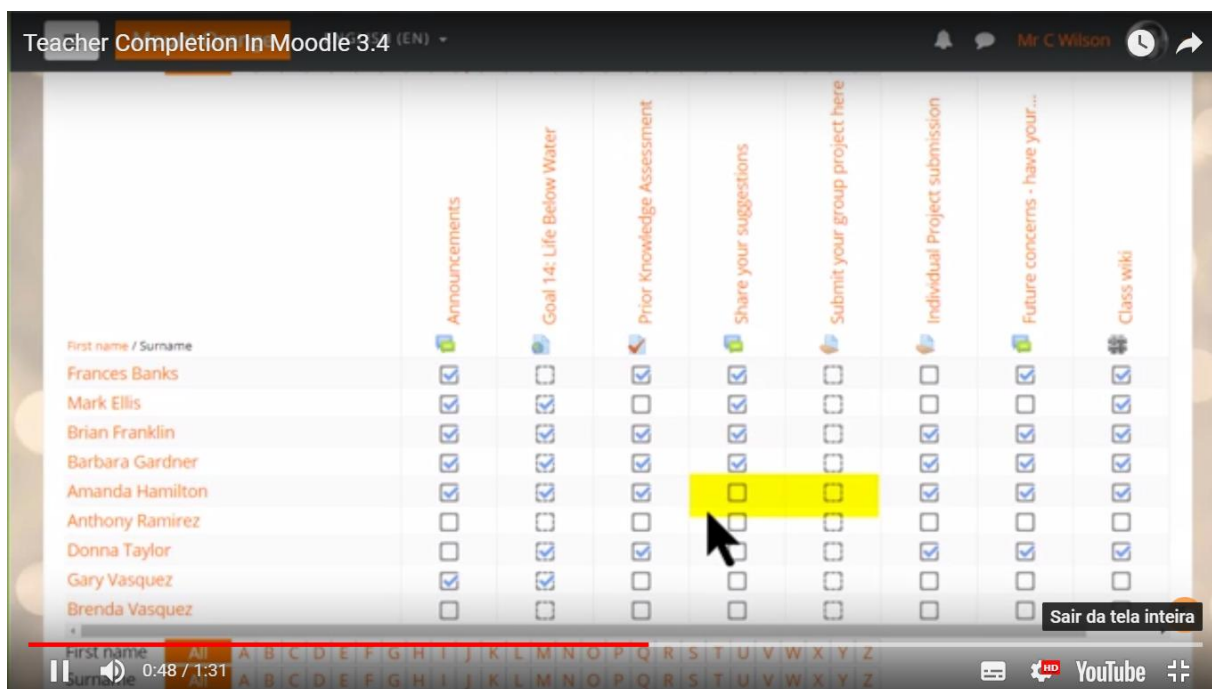 Teacher Completion In Moodle 3.4
(EN)
Mr C Wilson
Announcements
Goal 14: Life Below Water
Prior Knowledge Assessment
Share your suggestions
Submit your group project here
Individual Project submission
Future concerns - have your...
Class wiki
First name / Surname
Frances Banks
Mark Ellis
Brian Franklin
Barbara Gardner
Amanda Hamilton
Anthony Ramirez
Donna Taylor
Gary Vasquez
Brenda Vasquez
Sair da tela inteira
First name All A B C D E F G H I J K L M N O P Q R S T U V W X Y Z
0:48 / 1:31
HD YouTube
Surname All A B C D E F G H I J K L M N O P Q R S T U V W X Y Z